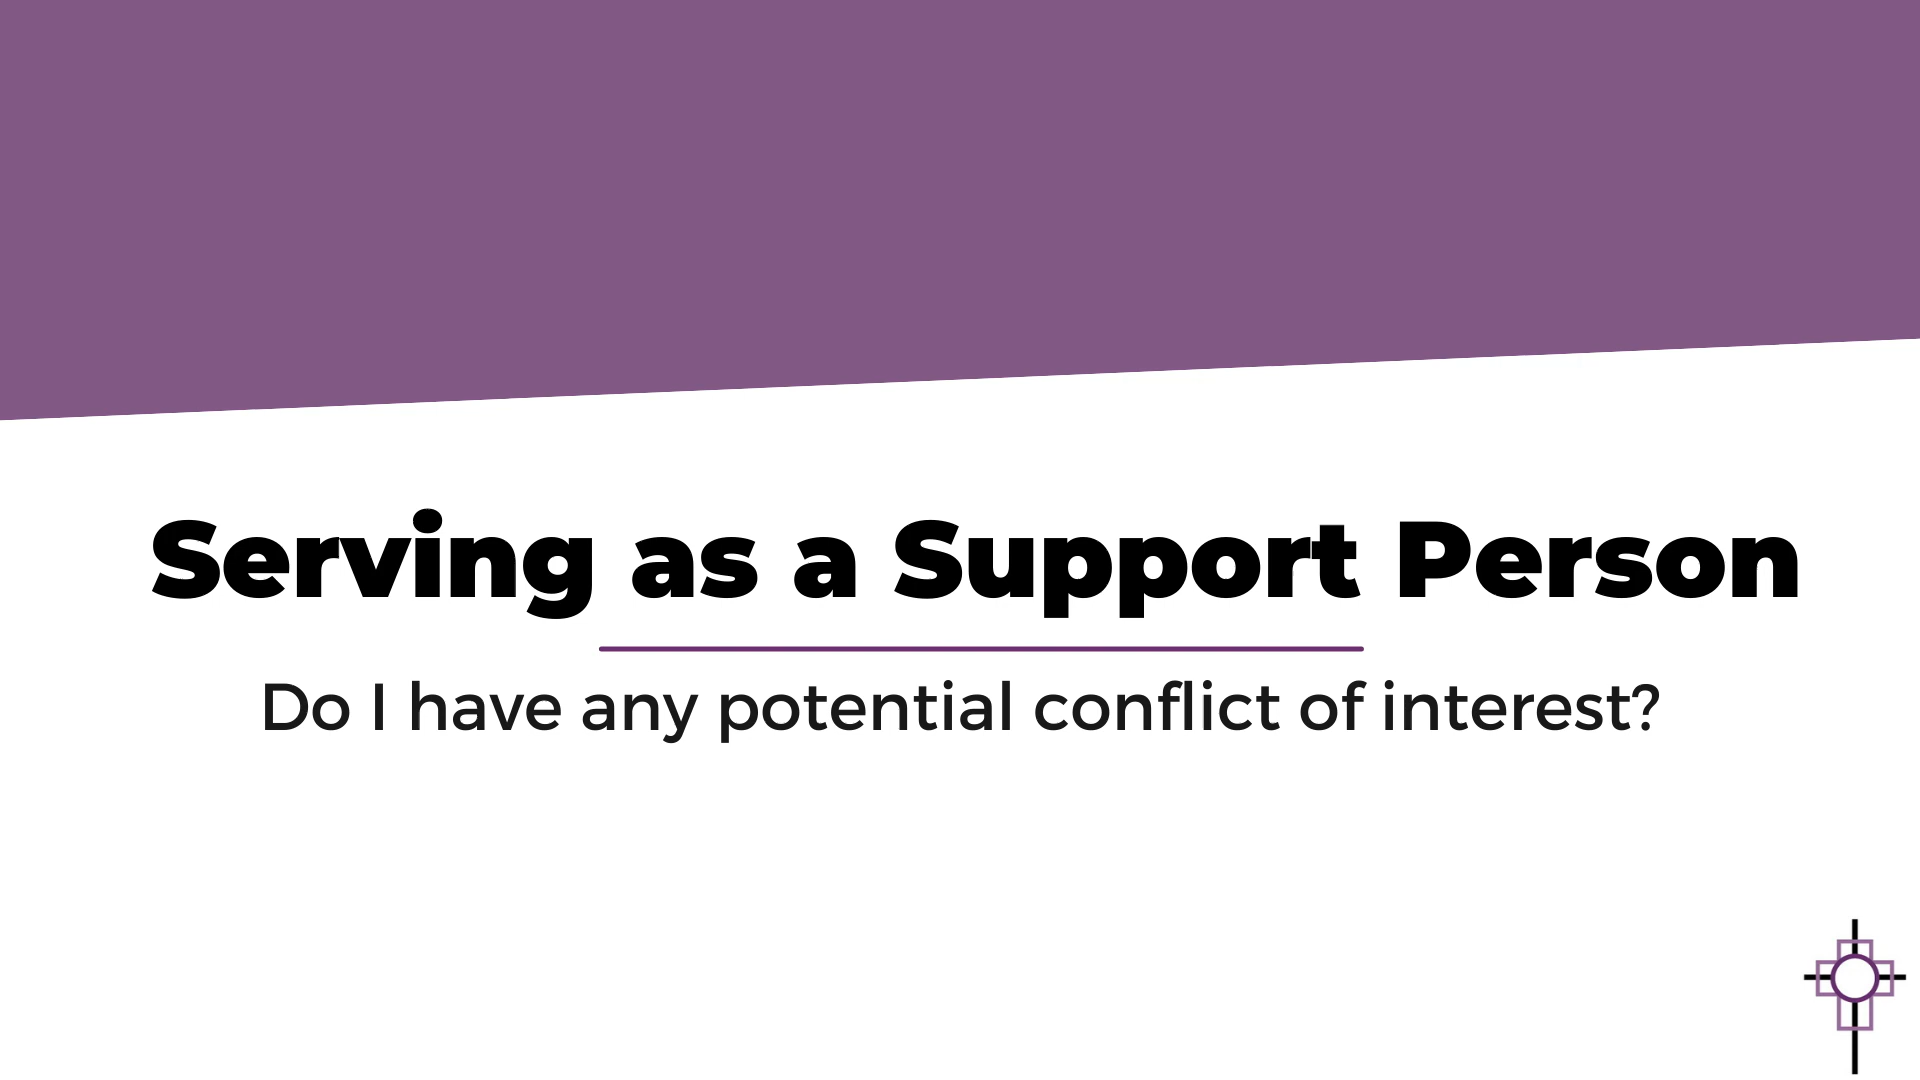 Serving as a Support Person
Do I have any potential conflict of interest?